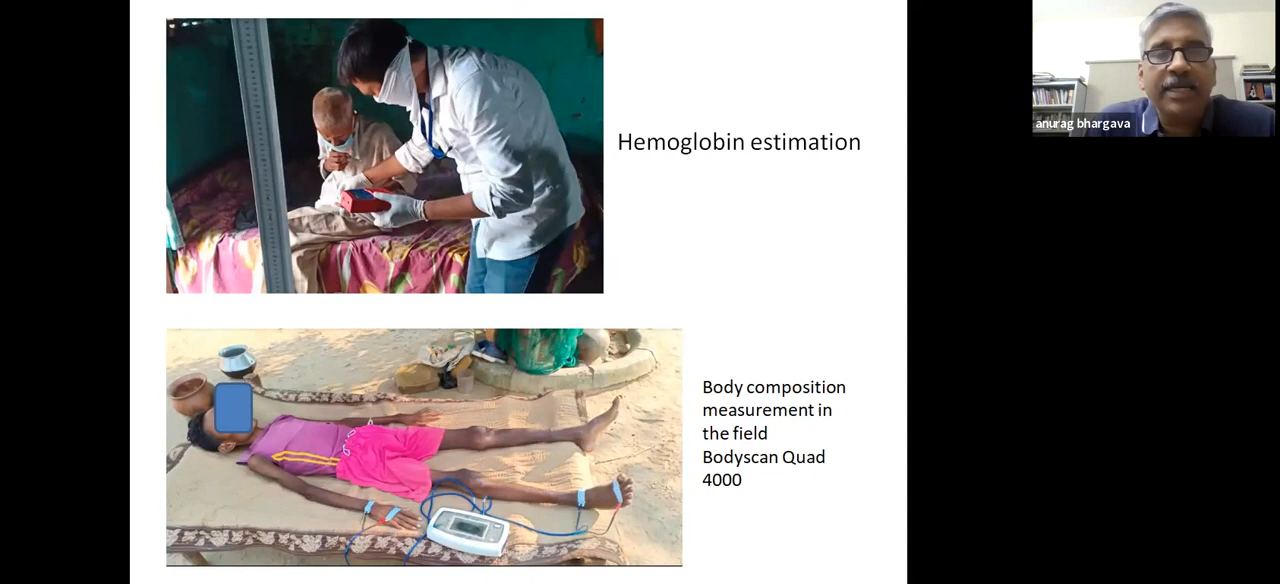 anurag bhargava
Hemoglobin estimation
Body composition
measurement in
the field
Bodyscan Quad
4000